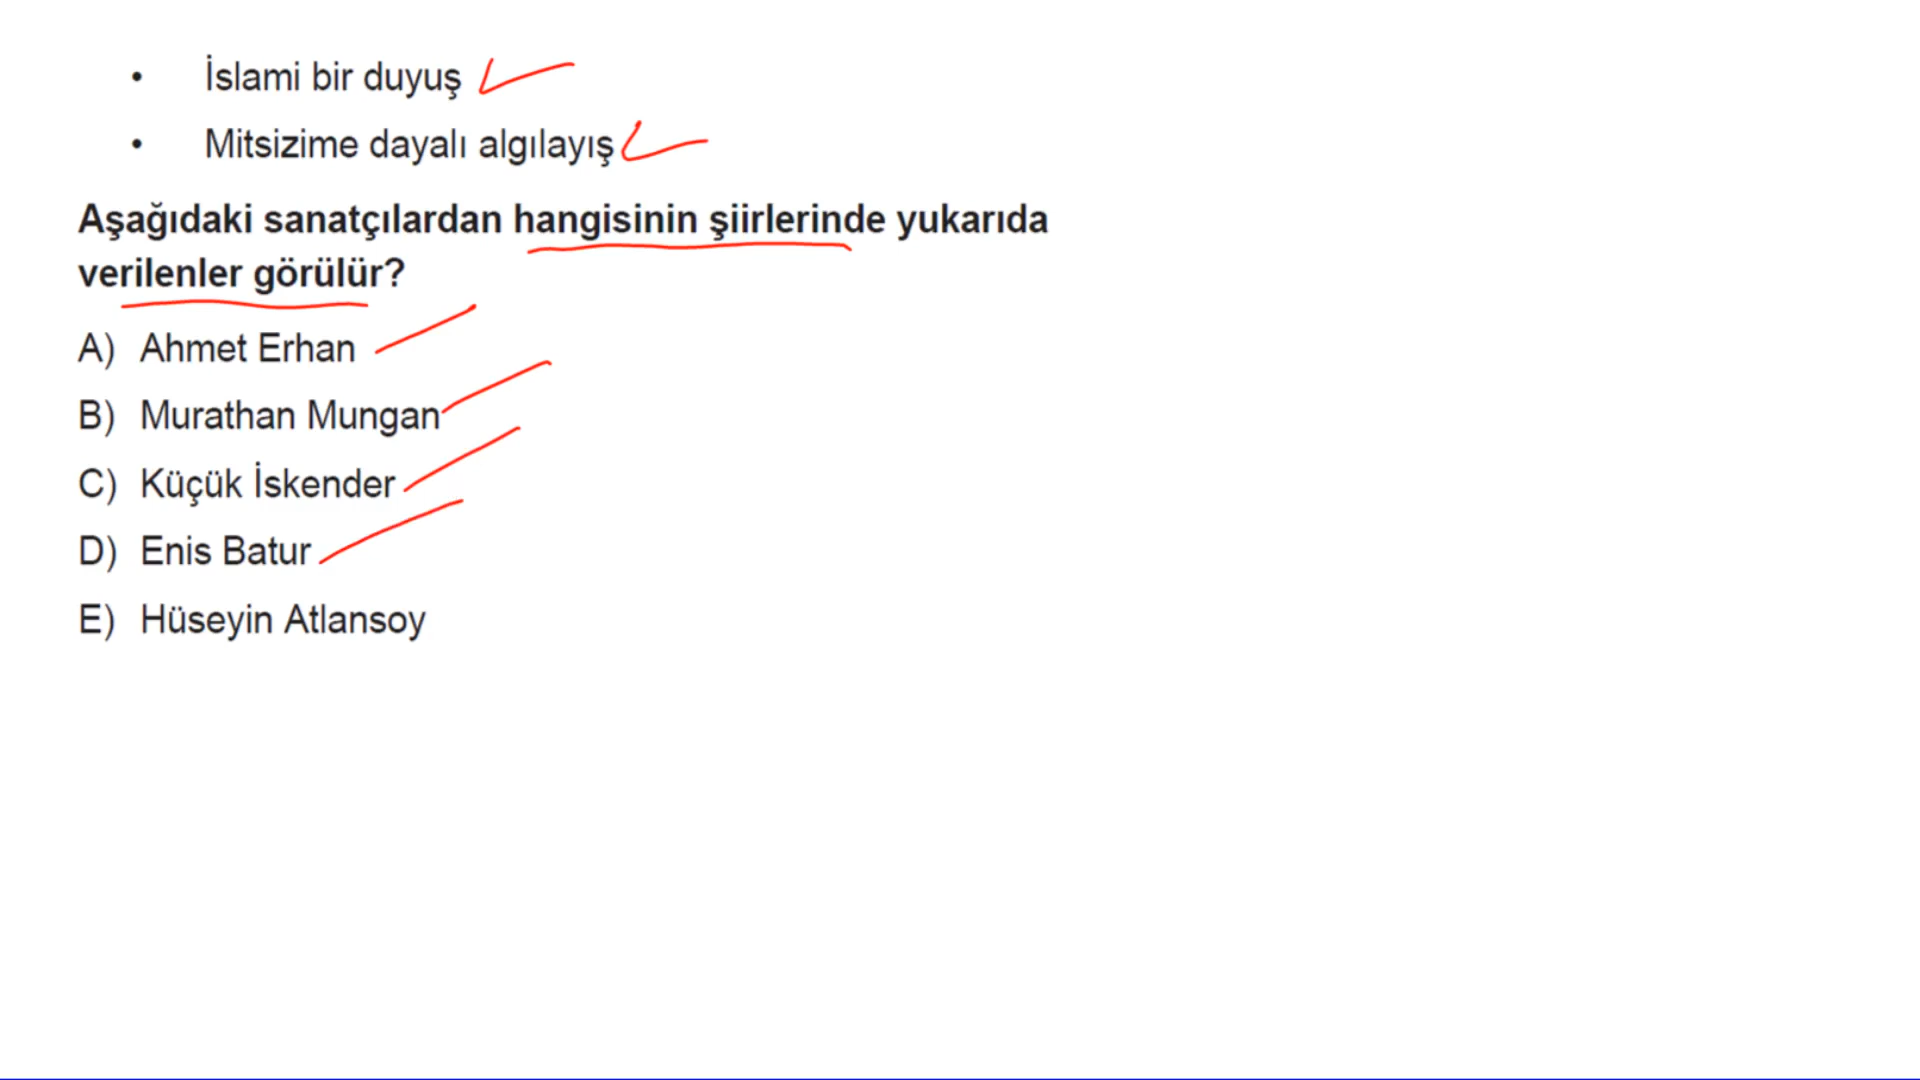 • İslami bir duyuş
• Mitsizime dayalı algılayış
Aşağıdaki sanatçılardan hangisinin şiirlerinde yukarıda
verilenler görülür?
A) Ahmet Erhan
B) Murathan Mungan
C) Küçük İskender
D) Enis Batur
E) Hüseyin Atlansoy